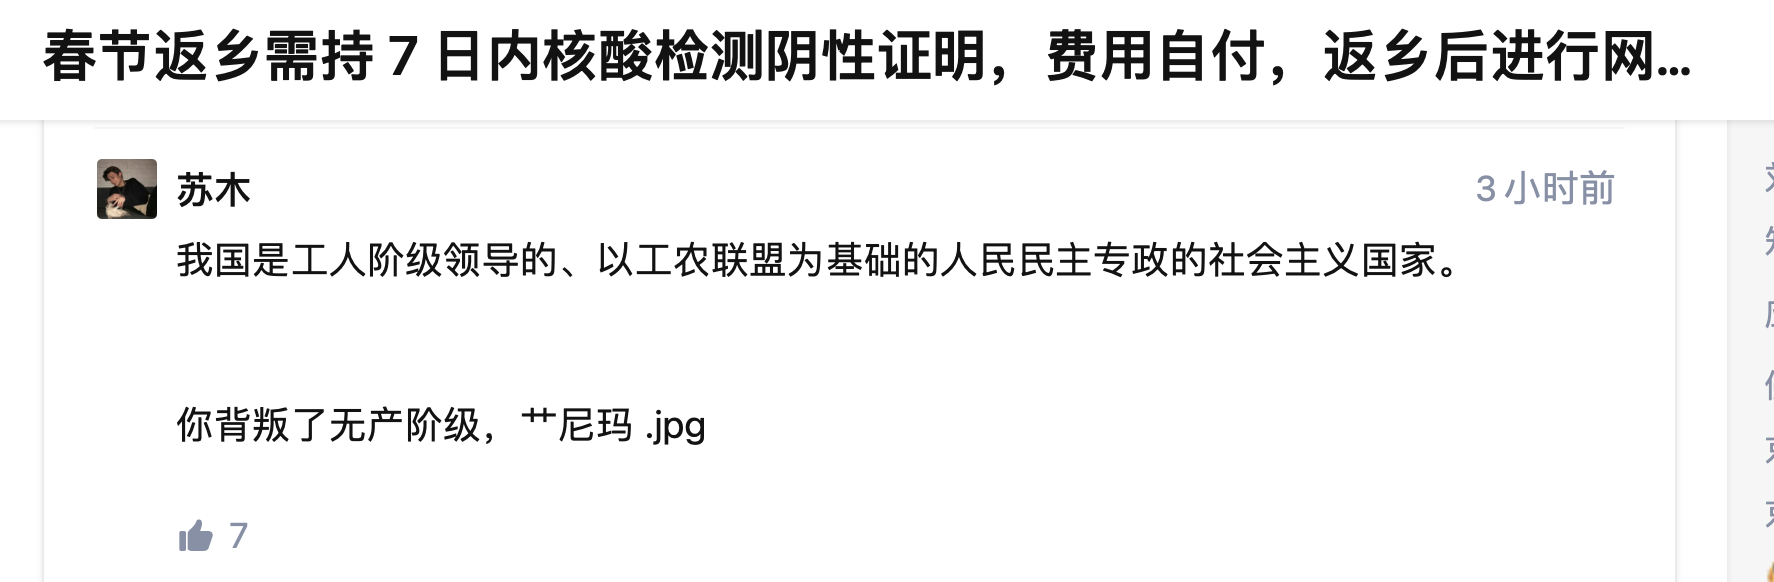 春节返乡需持 7 日内核酸检测阴性证明，费用自付，返乡后进行网...
苏木
3 小时前
我国是工人阶级领导的、以工农联盟为基础的人民民主专政的社会主义国家。
你背叛了无产阶级，艹尼玛 .jpg
7